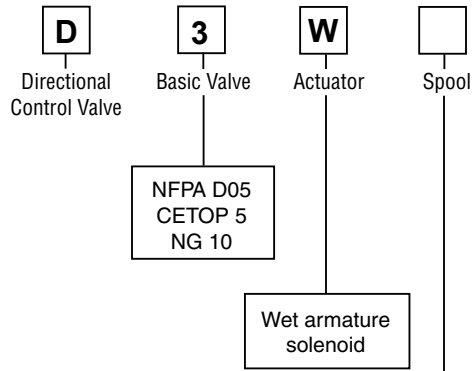 D 3 W
Directional Basic Valve Actuator Spool
Control Valve
NFPA D05
CETOP 5
NG 10
Wet armature
solenoid